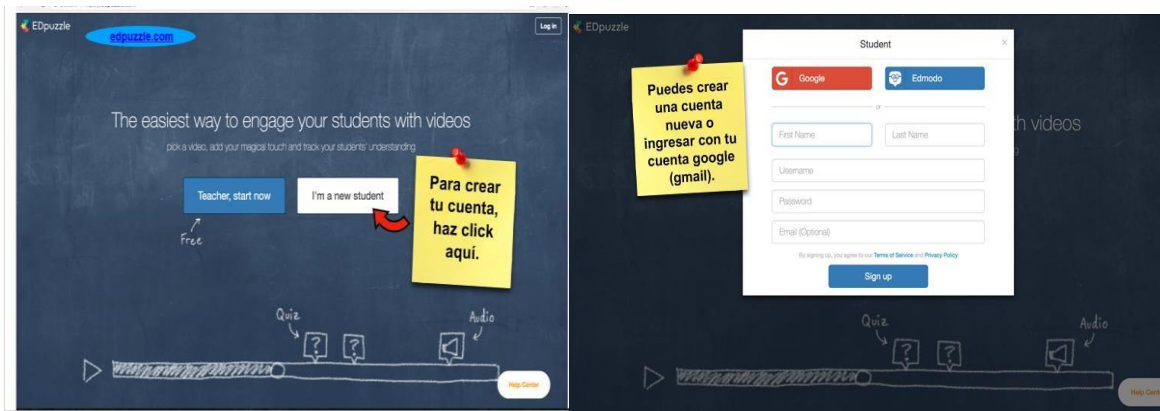 EDpuzzle
edpuzzle.com
Log in
The easiest way to engage your students with videos
pick a video, add your magical touch and track your students' understanding
Teacher, start now
I'm a new student
Free
Para crear
tu cuenta,
haz click
aquí.
Quiz
Audio
?
?
Help Center
EDpuzzle
Student
×
Puedes crear
una cuenta
nueva o
ingresar con tu
cuenta google
(gmail).
G Google
Edmodo
or
First Name
Last Name
Username
Password
Email (Optional)
By signing up, you agree to our Terms of Service and Privacy Policy
Sign up
th videos
Quiz
Audio
?
?
Help Cente